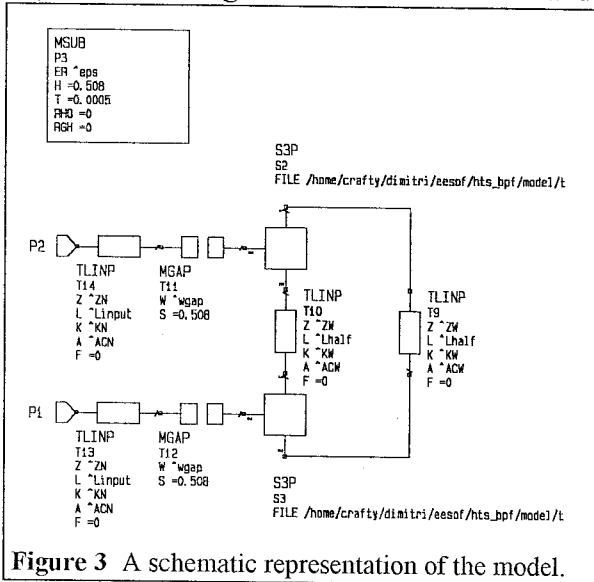 MSUB
P3
ER ^eps
H =0.508
T =0.0005
RHO =0
RGH =0
S3P
S2
FILE /home/crafty/dimitri/eesof/hts_bpf/model/t
P2
TLINP
T14
Z ^ZN
L ^Linput
K ^KN
A ^ACN
F =0
MGAP
T11
W ^wgap
S =0.508
TLINP
T10
Z ^ZW
L ^Lhalf
K ^KW
A ^ACW
F =0
TLINP
T9
Z ^ZW
L ^Lhalf
K ^KW
A ^ACW
F =0
P1
TLINP
T13
Z ^ZN
L ^Linput
K ^KN
A ^ACN
F =0
MGAP
T12
W ^wgap
S =0.508
S3P
S3
FILE /home/crafty/dimitri/eesof/hts_bpf/model/t
Figure 3 A schematic representation of the model.